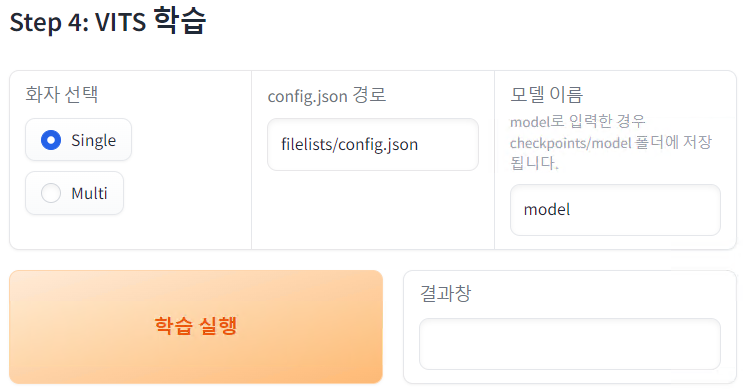 Step 4: VITS 학습
화자 선택
Single
Multi
config.json 경로
filelists/config.json
모델 이름
model로 입력한 경우
checkpoints/model 폴더에 저장
됩니다.
model
학습 실행
결과창